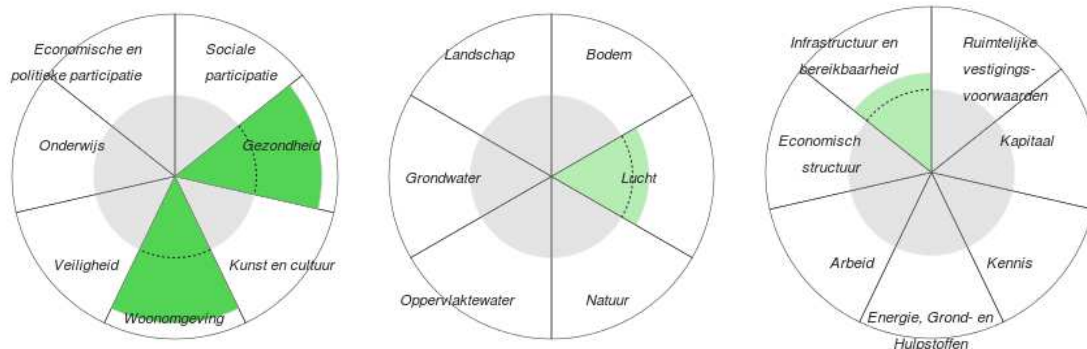 Economische en
politieke participatie
Sociale
participatie
Onderwijs
Gezondheid
Veiligheid
Kunst en cultuur
Woonomgeving
Landschap
Bodem
Grondwater
Lucht
Oppervlaktewater
Natuur
Infrastructuur en
bereikbaarheid
Ruimtelijke
vestigings-
voorwaarden
Economisch
structuur
Kapitaal
Arbeid
Kennis
Energie, Grond- en
Hulpstoffen